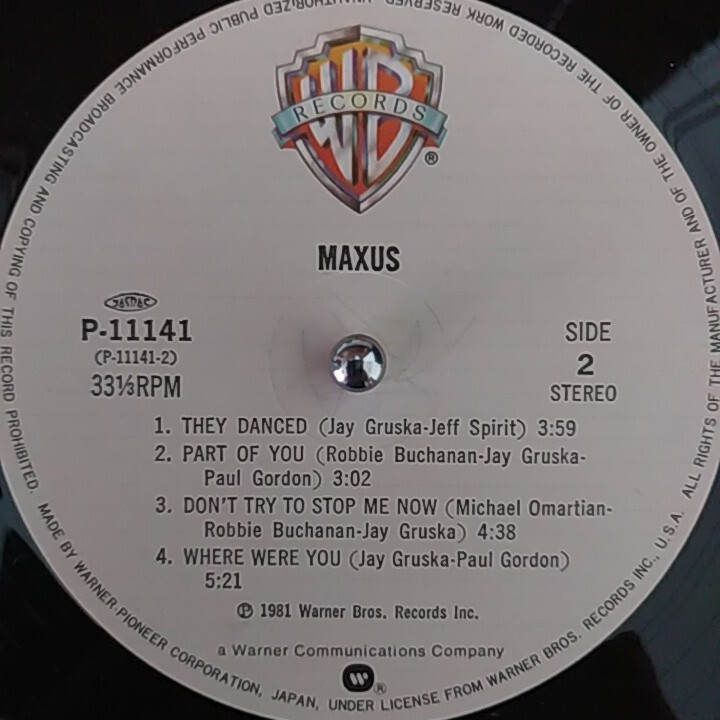 WB
RECORDS
®
MAXUS
JASRAC
P-11141
(P-11141-2)
33⅓RPM
SIDE
2
STEREO
1. THEY DANCED (Jay Gruska-Jeff Spirit) 3:59
2. PART OF YOU (Robbie Buchanan-Jay Gruska-
Paul Gordon) 3:02
3. DON'T TRY TO STOP ME NOW (Michael Omartian-
Robbie Buchanan-Jay Gruska) 4:38
4. WHERE WERE YOU (Jay Gruska-Paul Gordon)
5:21
Ⓟ 1981 Warner Bros. Records Inc.
a Warner Communications Company
®
ALL RIGHTS OF THE MANUFACTURER AND OF THE OWNER OF THE RECORDED WORK RESERVED. UNAUTHORIZED PUBLIC PERFORMANCE BROADCASTING AND COPYING OF THIS RECORD PROHIBITED. MADE BY WARNER-PIONEER CORPORATION, JAPAN, UNDER LICENSE FROM WARNER BROS. RECORDS INC., U.S.A.